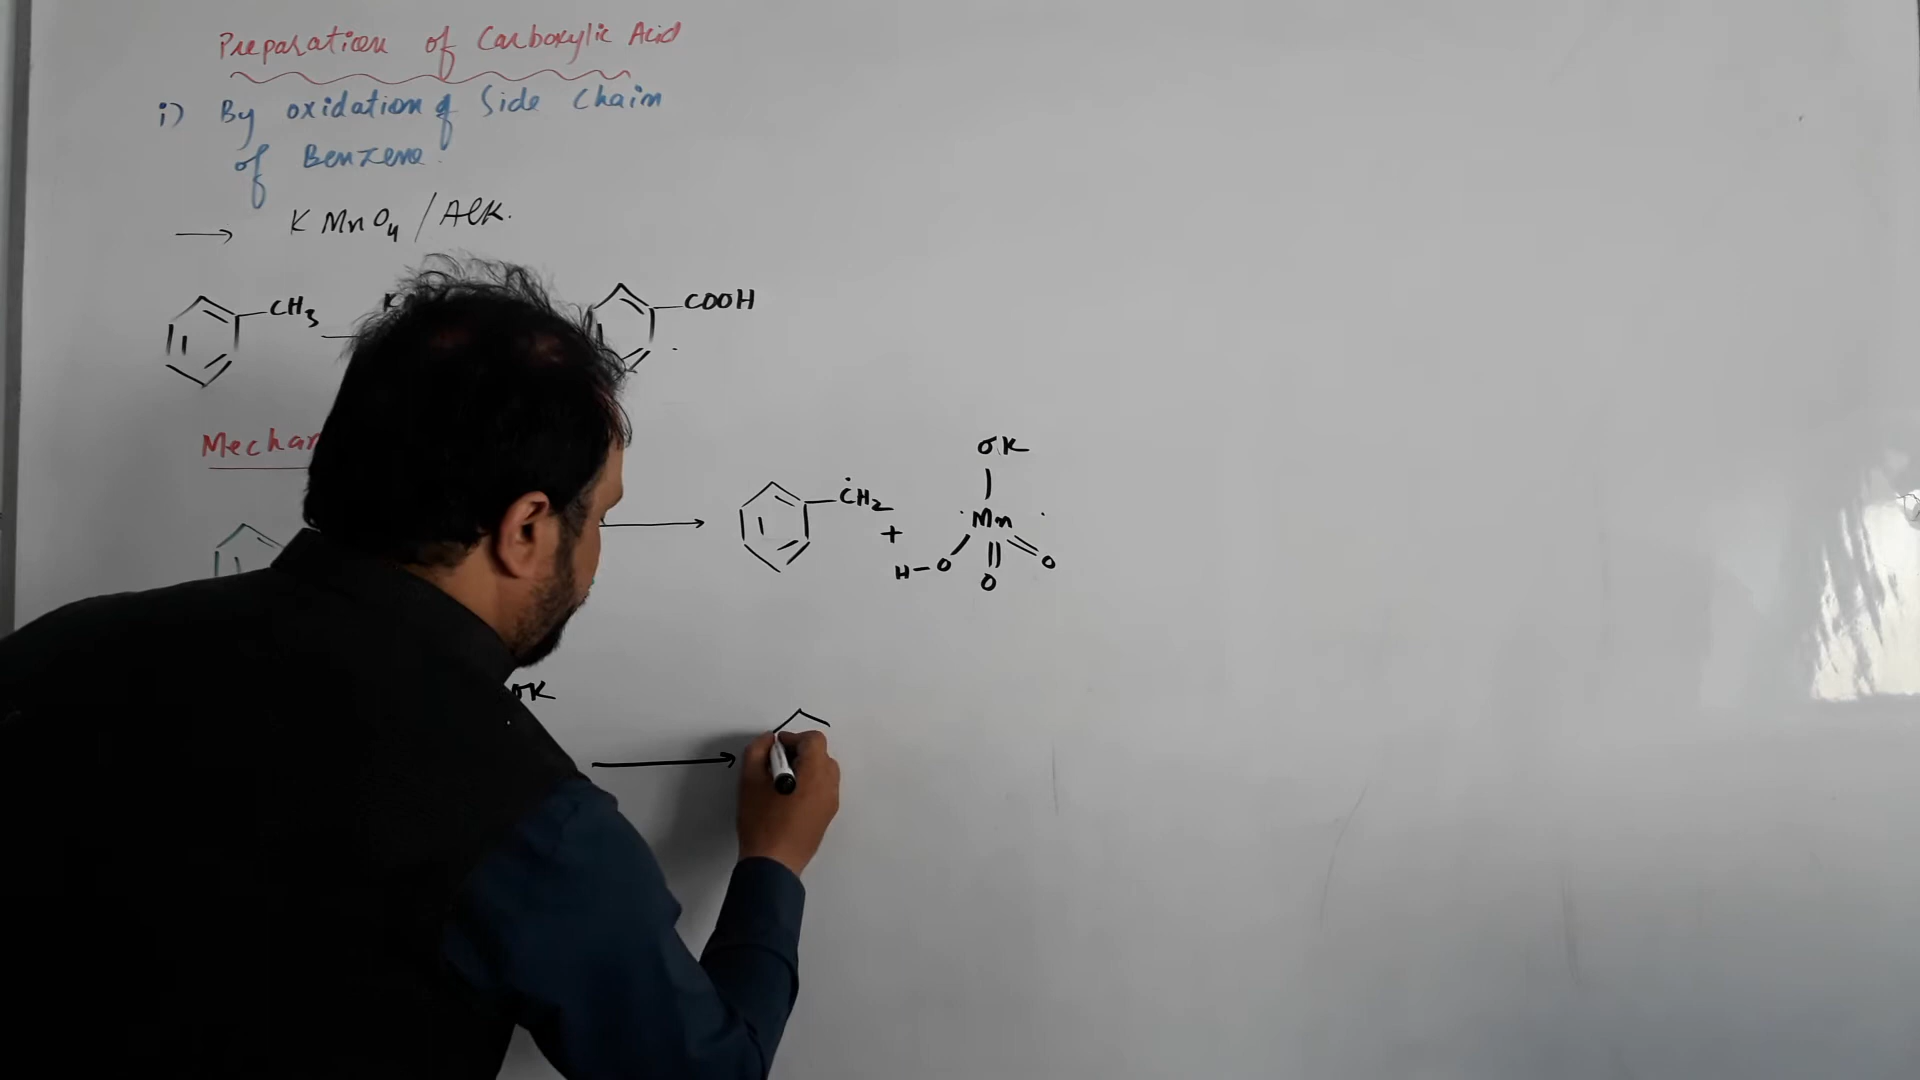 Preparation of Carboxylic Acid
i) By oxidation of Side Chain
of Benzene.
→ KMnO4 / Alk.
CH3 → COOH
→ ĊH2 + OK
Mn
H-O O O
OK
→